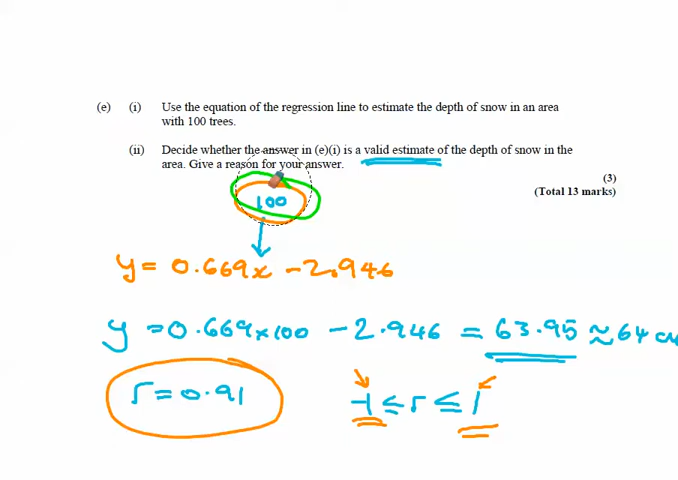 (e) (i) Use the equation of the regression line to estimate the depth of snow in an area
with 100 trees.
(ii) Decide whether the answer in (e)(i) is a valid estimate of the depth of snow in the
area. Give a reason for your answer.
(3)
(Total 13 marks)
100
y = 0.669x - 2.946
y = 0.669 x 100 - 2.946 = 63.95 ≈ 64 cm
r = 0.91 -1 ≤ r ≤ 1